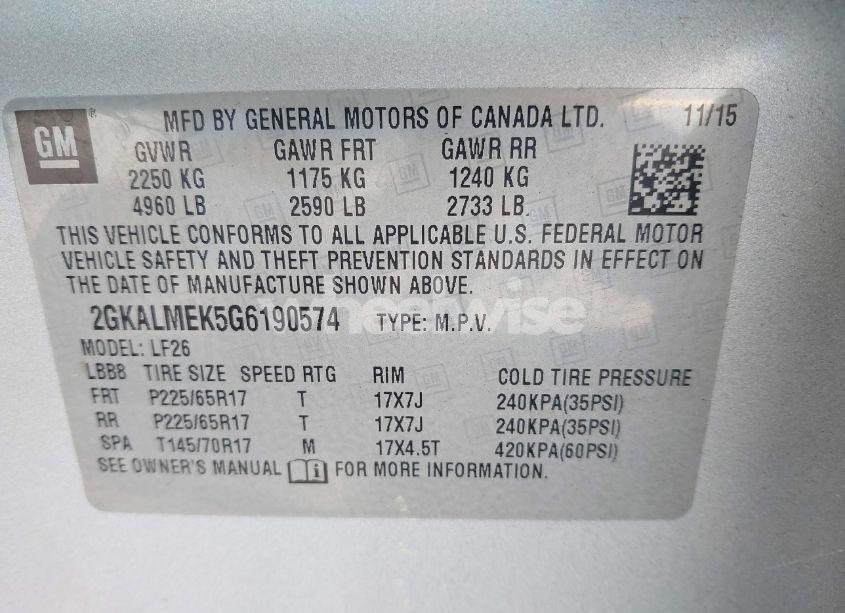 GM ®
MFD BY GENERAL MOTORS OF CANADA LTD. 11/15
GVWR GAWR FRT GAWR RR
2250 KG 1175 KG 1240 KG
4960 LB 2590 LB 2733 LB.
THIS VEHICLE CONFORMS TO ALL APPLICABLE U.S. FEDERAL MOTOR
VEHICLE SAFETY AND THEFT PREVENTION STANDARDS IN EFFECT ON
THE DATE OF MANUFACTURE SHOWN ABOVE.
wheelwise
2GKALMEK5G6190574 TYPE: M.P.V.
MODEL: LF26
LBB8 TIRE SIZE SPEED RTG RIM COLD TIRE PRESSURE
FRT P225/65R17 T 17X7J 240KPA(35PSI)
RR P225/65R17 T 17X7J 240KPA(35PSI)
SPA T145/70R17 M 17X4.5T 420KPA(60PSI)
SEE OWNER'S MANUAL i FOR MORE INFORMATION.